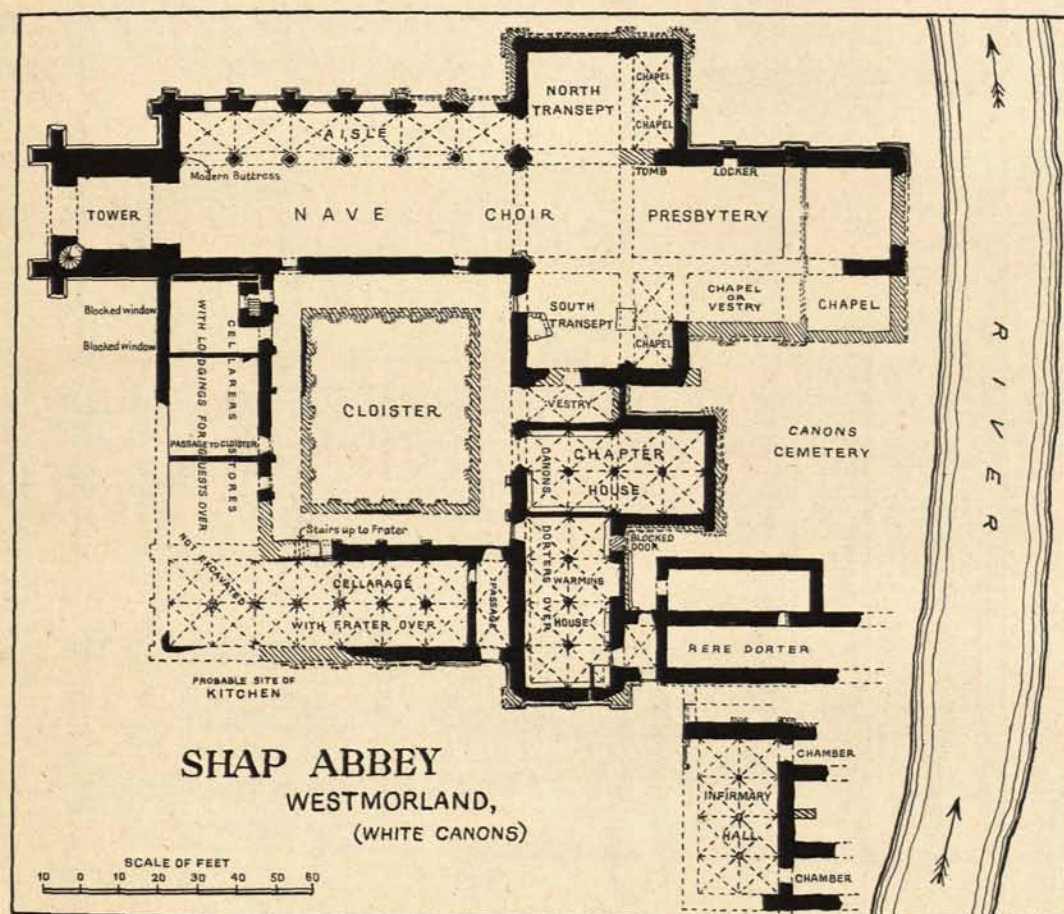 NORTH
TRANSEPT
CHAPEL
CHAPEL
AISLE
Modern Buttress
TOMB
LOCKER
TOWER
NAVE
CHOIR
PRESBYTERY
SOUTH
TRANSEPT
CHAPEL
CHAPEL
OR
VESTRY
CHAPEL
Blocked window
Blocked window
CELLARERS STORES
WITH LODGINGS FOR GUESTS OVER
PASSAGE TO CLOISTER
CLOISTER
VESTRY
CHAPTER
HOUSE
CANONS
DORTERS OVER
CANONS
CEMETERY
RIVER
Stairs up to Frater
NOT EXCAVATED
CELLARAGE
WITH FRATER OVER
PASSAGE
WARMING
HOUSE
BLOCKED
DOOR
RERE DORTER
PROBABLE SITE OF
KITCHEN
SHAP ABBEY
WESTMORLAND,
(WHITE CANONS)
INFIRMARY
HALL
CHAMBER
CHAMBER
SCALE OF FEET
10 0 10 20 30 40 50 60